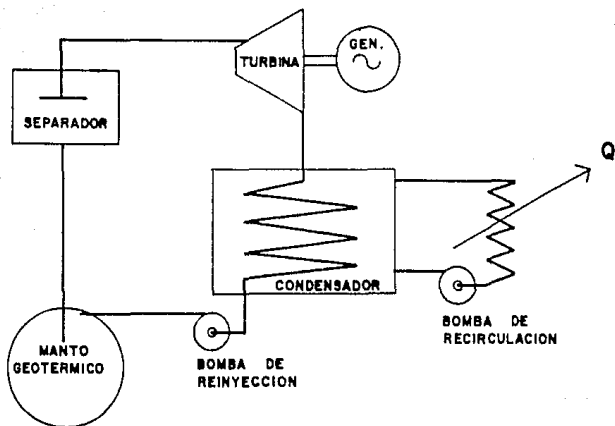 GEN.
TURBINA
SEPARADOR
Q
CONDENSADOR
BOMBA DE
RECIRCULACION
MANTO
GEOTERMICO
BOMBA DE
REINYECCION